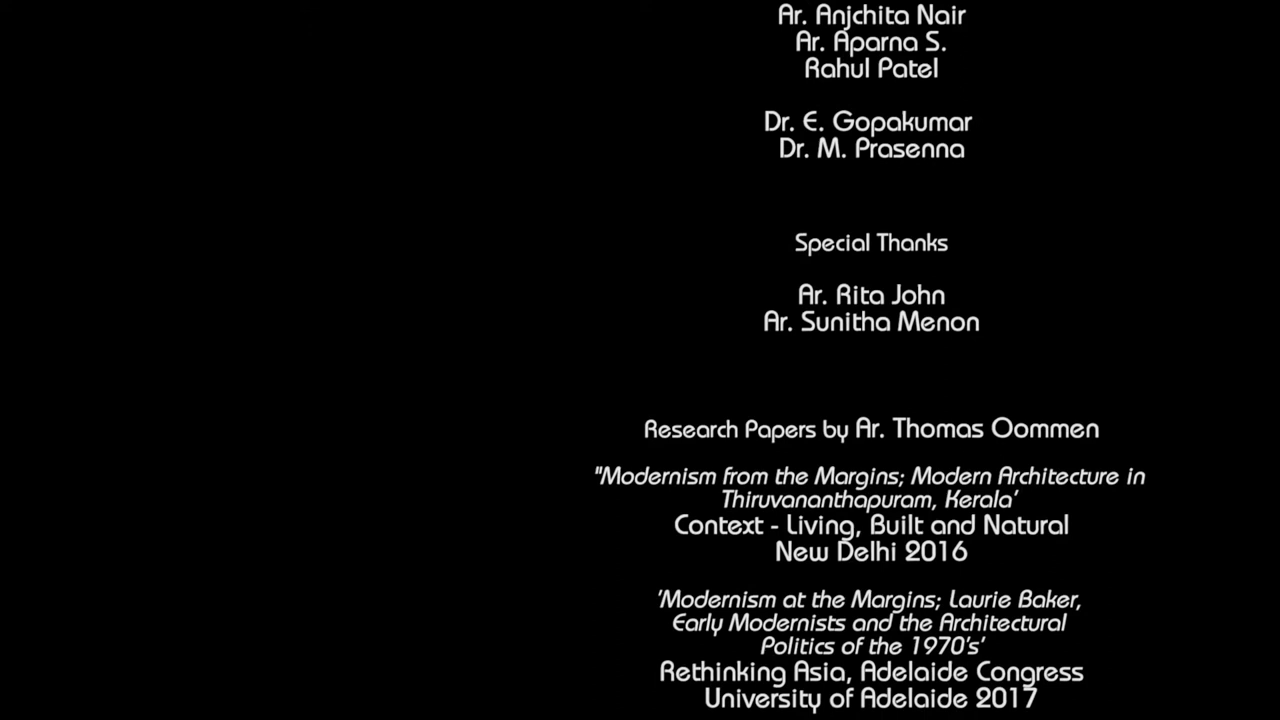 Ar. Anjchita Nair
Ar. Aparna S.
Rahul Patel
Dr. E. Gopakumar
Dr. M. Prasenna
Special Thanks
Ar. Rita John
Ar. Sunitha Menon
Research Papers by Ar. Thomas Oommen
"Modernism from the Margins; Modern Architecture in
Thiruvananthapuram, Kerala'
Context - Living, Built and Natural
New Delhi 2016
'Modernism at the Margins; Laurie Baker,
Early Modernists and the Architectural
Politics of the 1970's'
Rethinking Asia, Adelaide Congress
University of Adelaide 2017